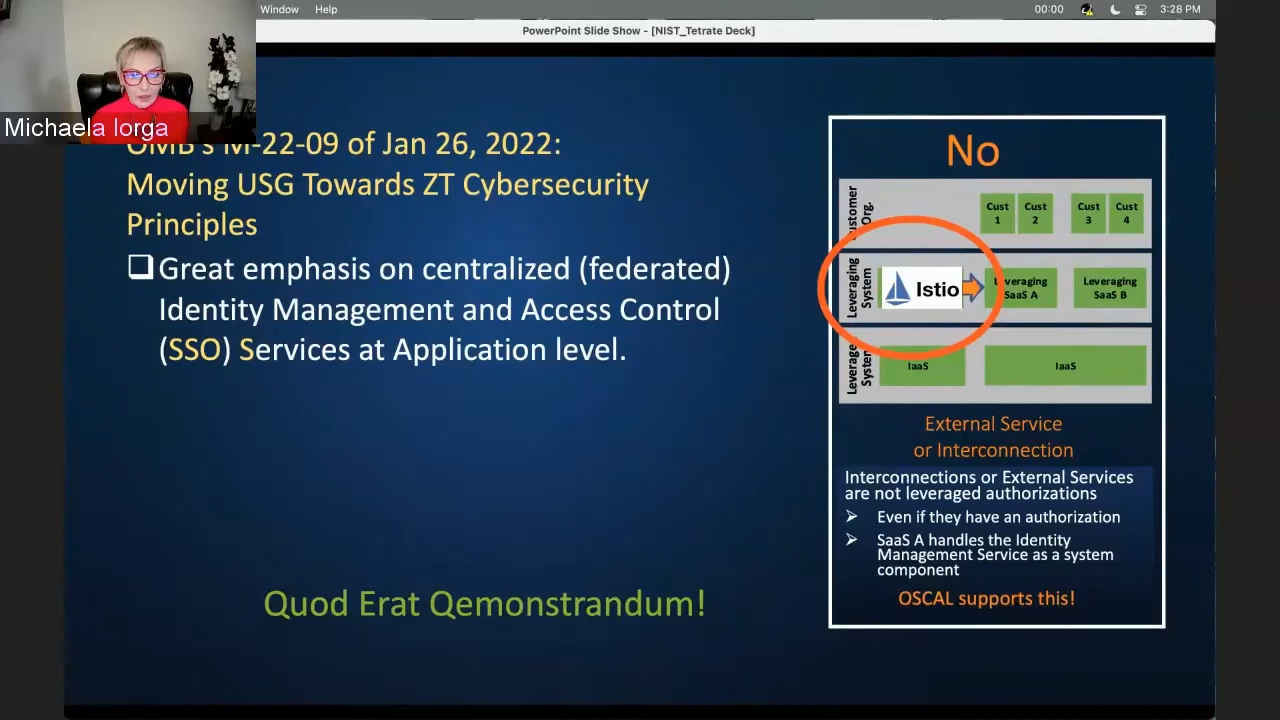 Window Help
00:00 3:28 PM
PowerPoint Slide Show - [NIST_Tetrate Deck]
Michaela Iorga
OMB's M-22-09 of Jan 26, 2022:
Moving USG Towards ZT Cybersecurity
Principles
Great emphasis on centralized (federated)
Identity Management and Access Control
(SSO) Services at Application level.
Quod Erat Qemonstrandum!
No
Customer
Org.
Cust
1
Cust
2
Cust
3
Cust
4
Leveraging
System
Istio
Leveraging
SaaS A
Leveraging
SaaS B
Leverage
System
IaaS
IaaS
External Service
or Interconnection
Interconnections or External Services
are not leveraged authorizations
Even if they have an authorization
SaaS A handles the Identity
Management Service as a system
component
OSCAL supports this!